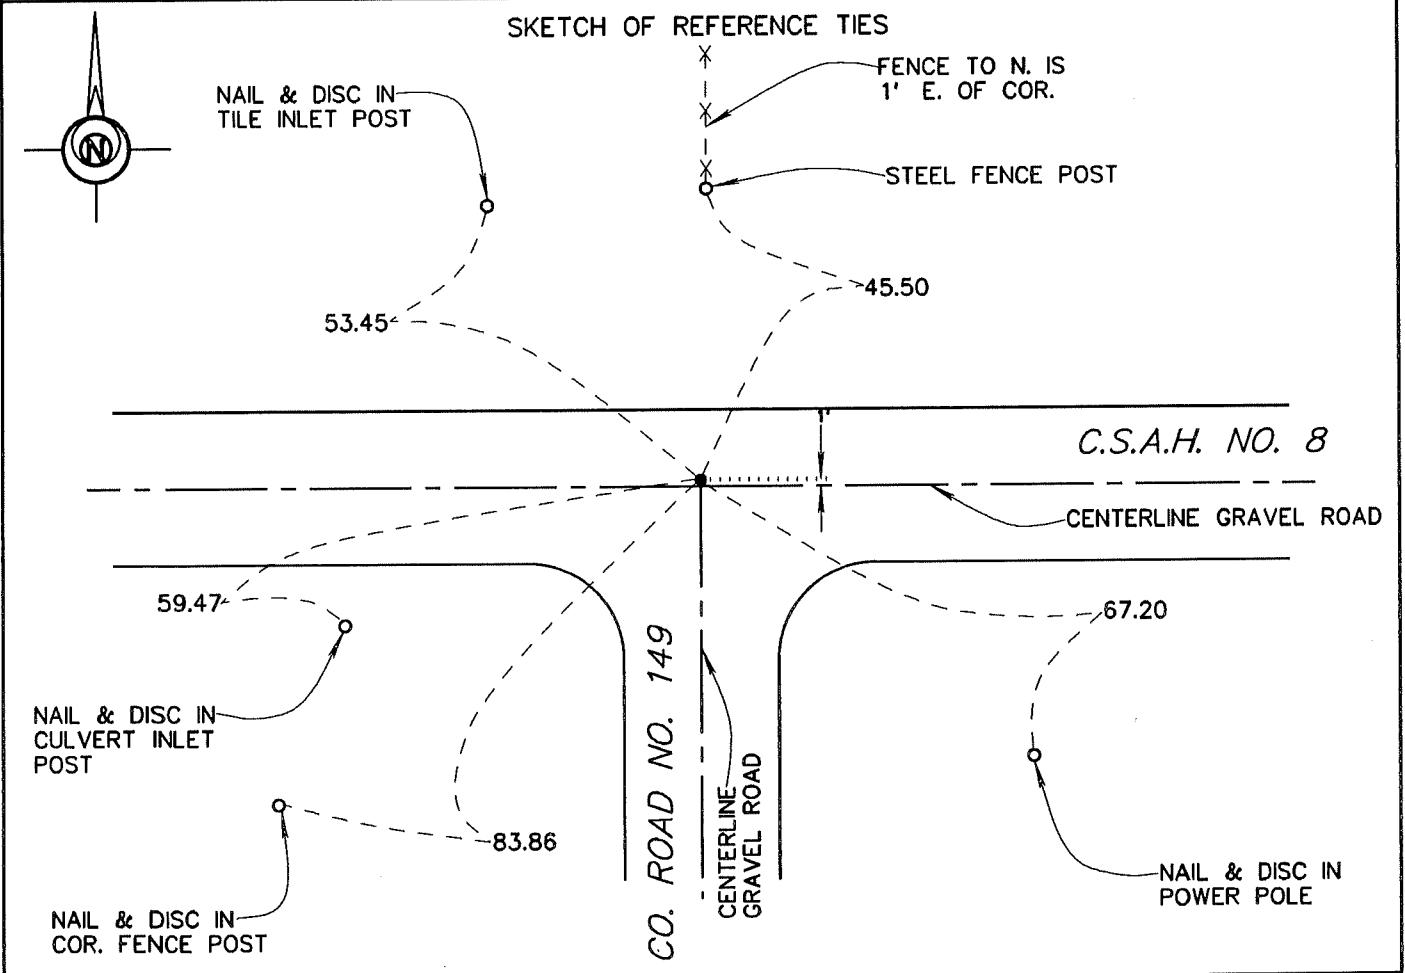 SKETCH OF REFERENCE TIES
FENCE TO N. IS
1' E. OF COR.
NAIL & DISC IN
TILE INLET POST
N
STEEL FENCE POST
45.50
53.45
1'
C.S.A.H. NO. 8
CENTERLINE GRAVEL ROAD
59.47
67.20
NAIL & DISC IN
CULVERT INLET
POST
CO. ROAD NO. 149
CENTERLINE
GRAVEL ROAD
83.86
NAIL & DISC IN
POWER POLE
NAIL & DISC IN
COR. FENCE POST